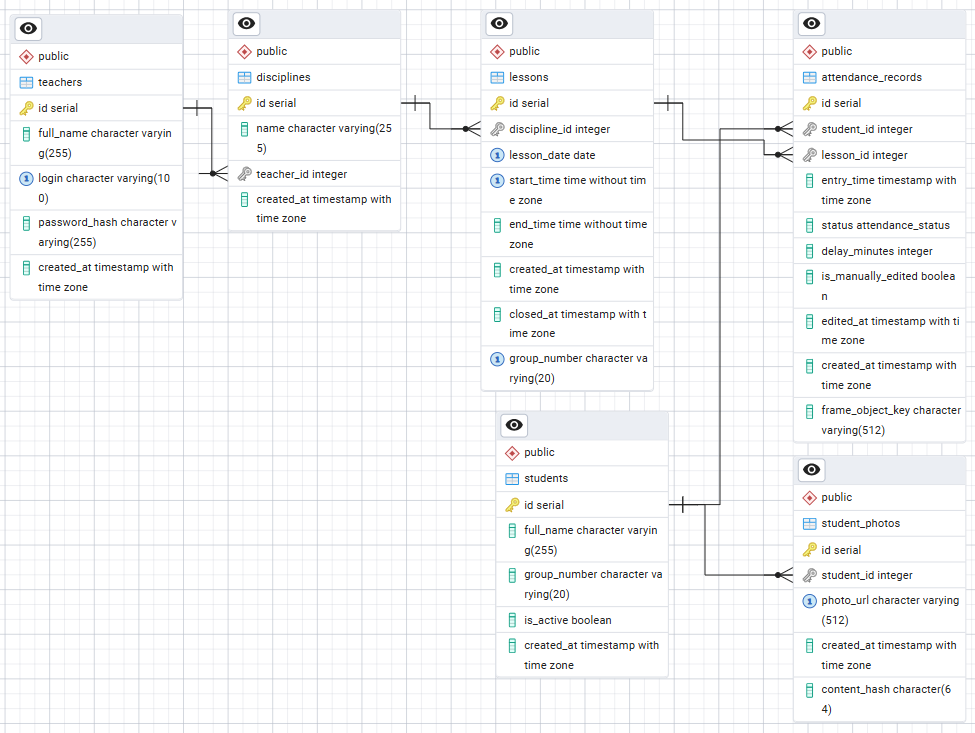 public
teachers
id serial
full_name character varyin
g(255)
login character varying(10
0)
password_hash character v
arying(255)
created_at timestamp with
time zone
public
disciplines
id serial
name character varying(25
5)
teacher_id integer
created_at timestamp with
time zone
public
lessons
id serial
discipline_id integer
lesson_date date
start_time time without tim
e zone
end_time time without time
zone
created_at timestamp with
time zone
closed_at timestamp with t
ime zone
group_number character va
rying(20)
public
attendance_records
id serial
student_id integer
lesson_id integer
entry_time timestamp with
time zone
status attendance_status
delay_minutes integer
is_manually_edited boolea
n
edited_at timestamp with ti
me zone
created_at timestamp with
time zone
frame_object_key character
varying(512)
public
students
id serial
full_name character varyin
g(255)
group_number character va
rying(20)
is_active boolean
created_at timestamp with
time zone
public
student_photos
id serial
student_id integer
photo_url character varying
(512)
created_at timestamp with
time zone
content_hash character(6
4)